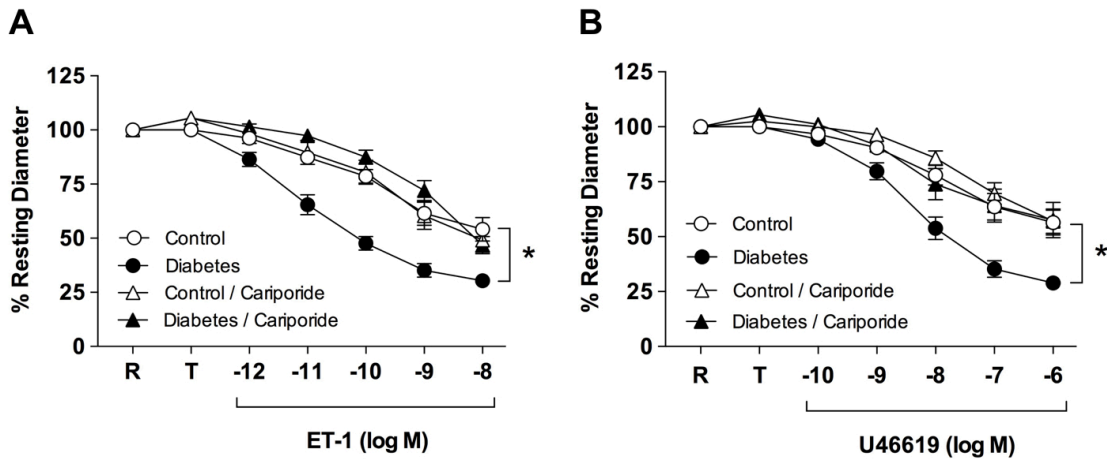 A
% Resting Diameter
125
100
75
50
25
0
Control
Diabetes
Control / Cariporide
Diabetes / Cariporide
*
R T -12 -11 -10 -9 -8
ET-1 (log M)
B
% Resting Diameter
125
100
75
50
25
0
Control
Diabetes
Control / Cariporide
Diabetes / Cariporide
*
R T -10 -9 -8 -7 -6
U46619 (log M)